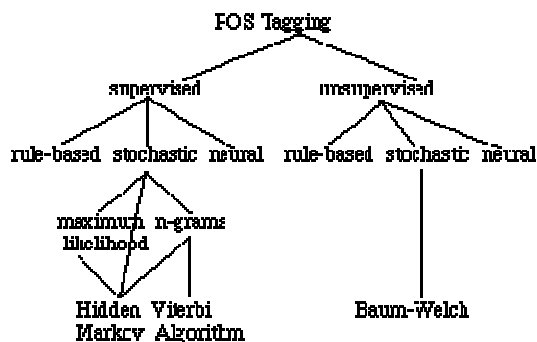 POS Tagging
supervised unsupervised
rule-based stochastic neural rule-based stochastic neural
maximum n-grams
likelihood
Hidden Viterbi Baum-Welch
Markov Algorithm